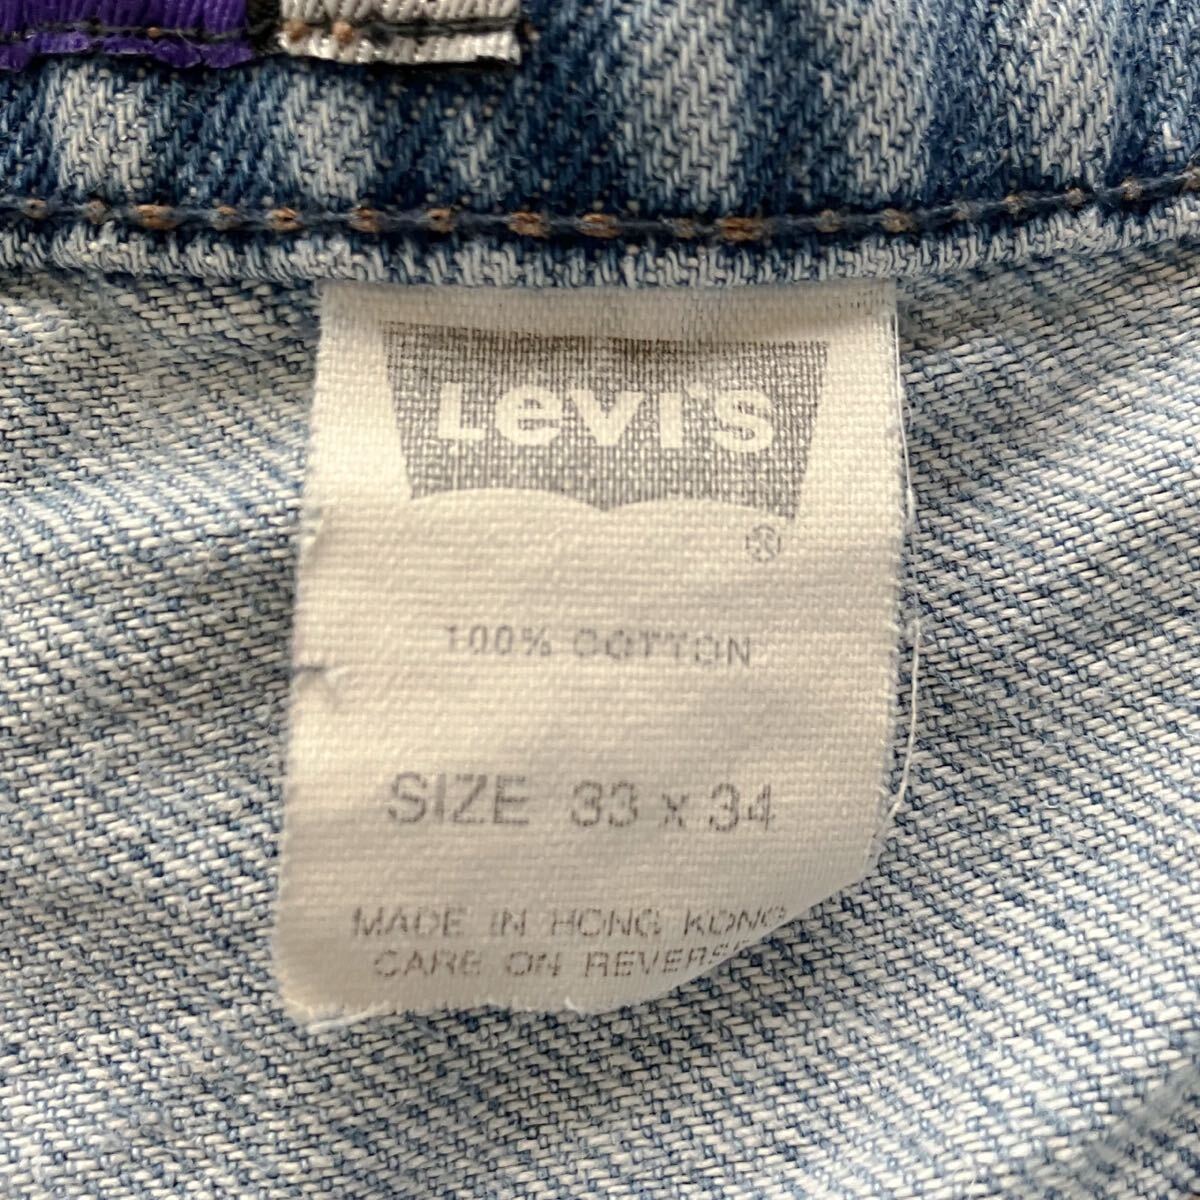 Levi's
®
100% COTTON
SIZE 33 x 34
MADE IN HONG KONG
CARE ON REVERSE